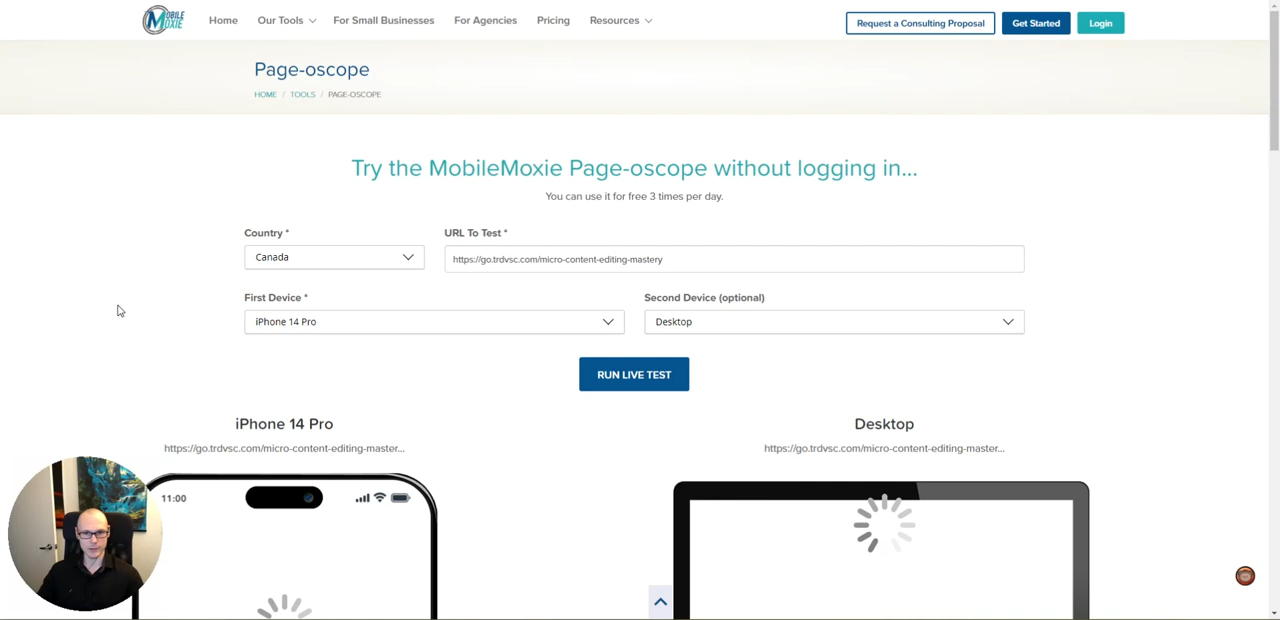 MOBILE MOXIE
Home
Our Tools
For Small Businesses
For Agencies
Pricing
Resources
Request a Consulting Proposal
Get Started
Login
Page-oscope
HOME / TOOLS / PAGE-OSCOPE
Try the MobileMoxie Page-oscope without logging in...
You can use it for free 3 times per day.
Country *
URL To Test *
Canada
https://go.trdvsc.com/micro-content-editing-mastery
First Device *
Second Device (optional)
iPhone 14 Pro
Desktop
RUN LIVE TEST
iPhone 14 Pro
Desktop
https://go.trdvsc.com/micro-content-editing-master...
https://go.trdvsc.com/micro-content-editing-master...
11:00